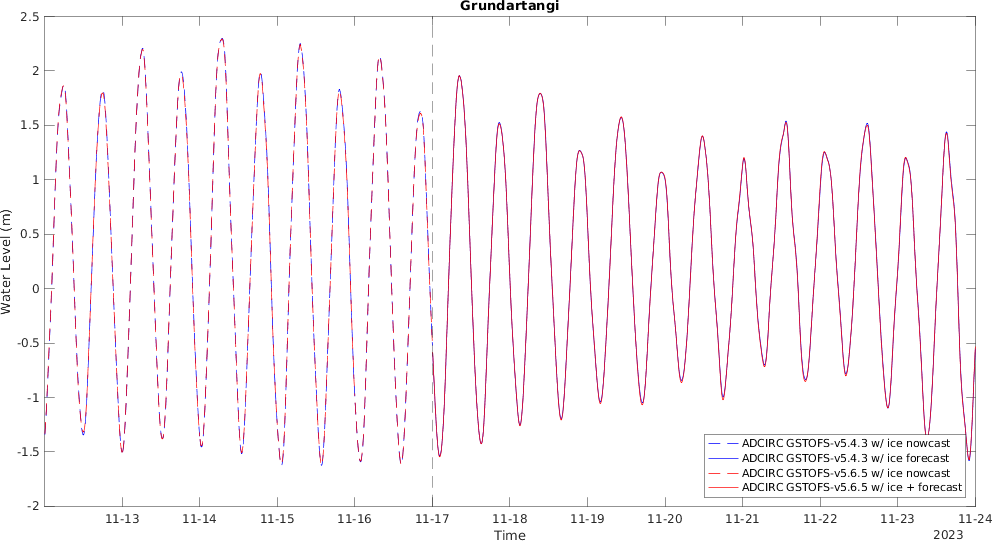 Grundartangi
2.5
2
1.5
1
0.5
0
-0.5
-1
-1.5
-2
Water Level (m)
11-13 11-14 11-15 11-16 11-17 11-18 11-19 11-20 11-21 11-22 11-23 11-24
Time
2023
ADCIRC GSTOFS-v5.4.3 w/ ice nowcast
ADCIRC GSTOFS-v5.4.3 w/ ice forecast
ADCIRC GSTOFS-v5.6.5 w/ ice nowcast
ADCIRC GSTOFS-v5.6.5 w/ ice + forecast